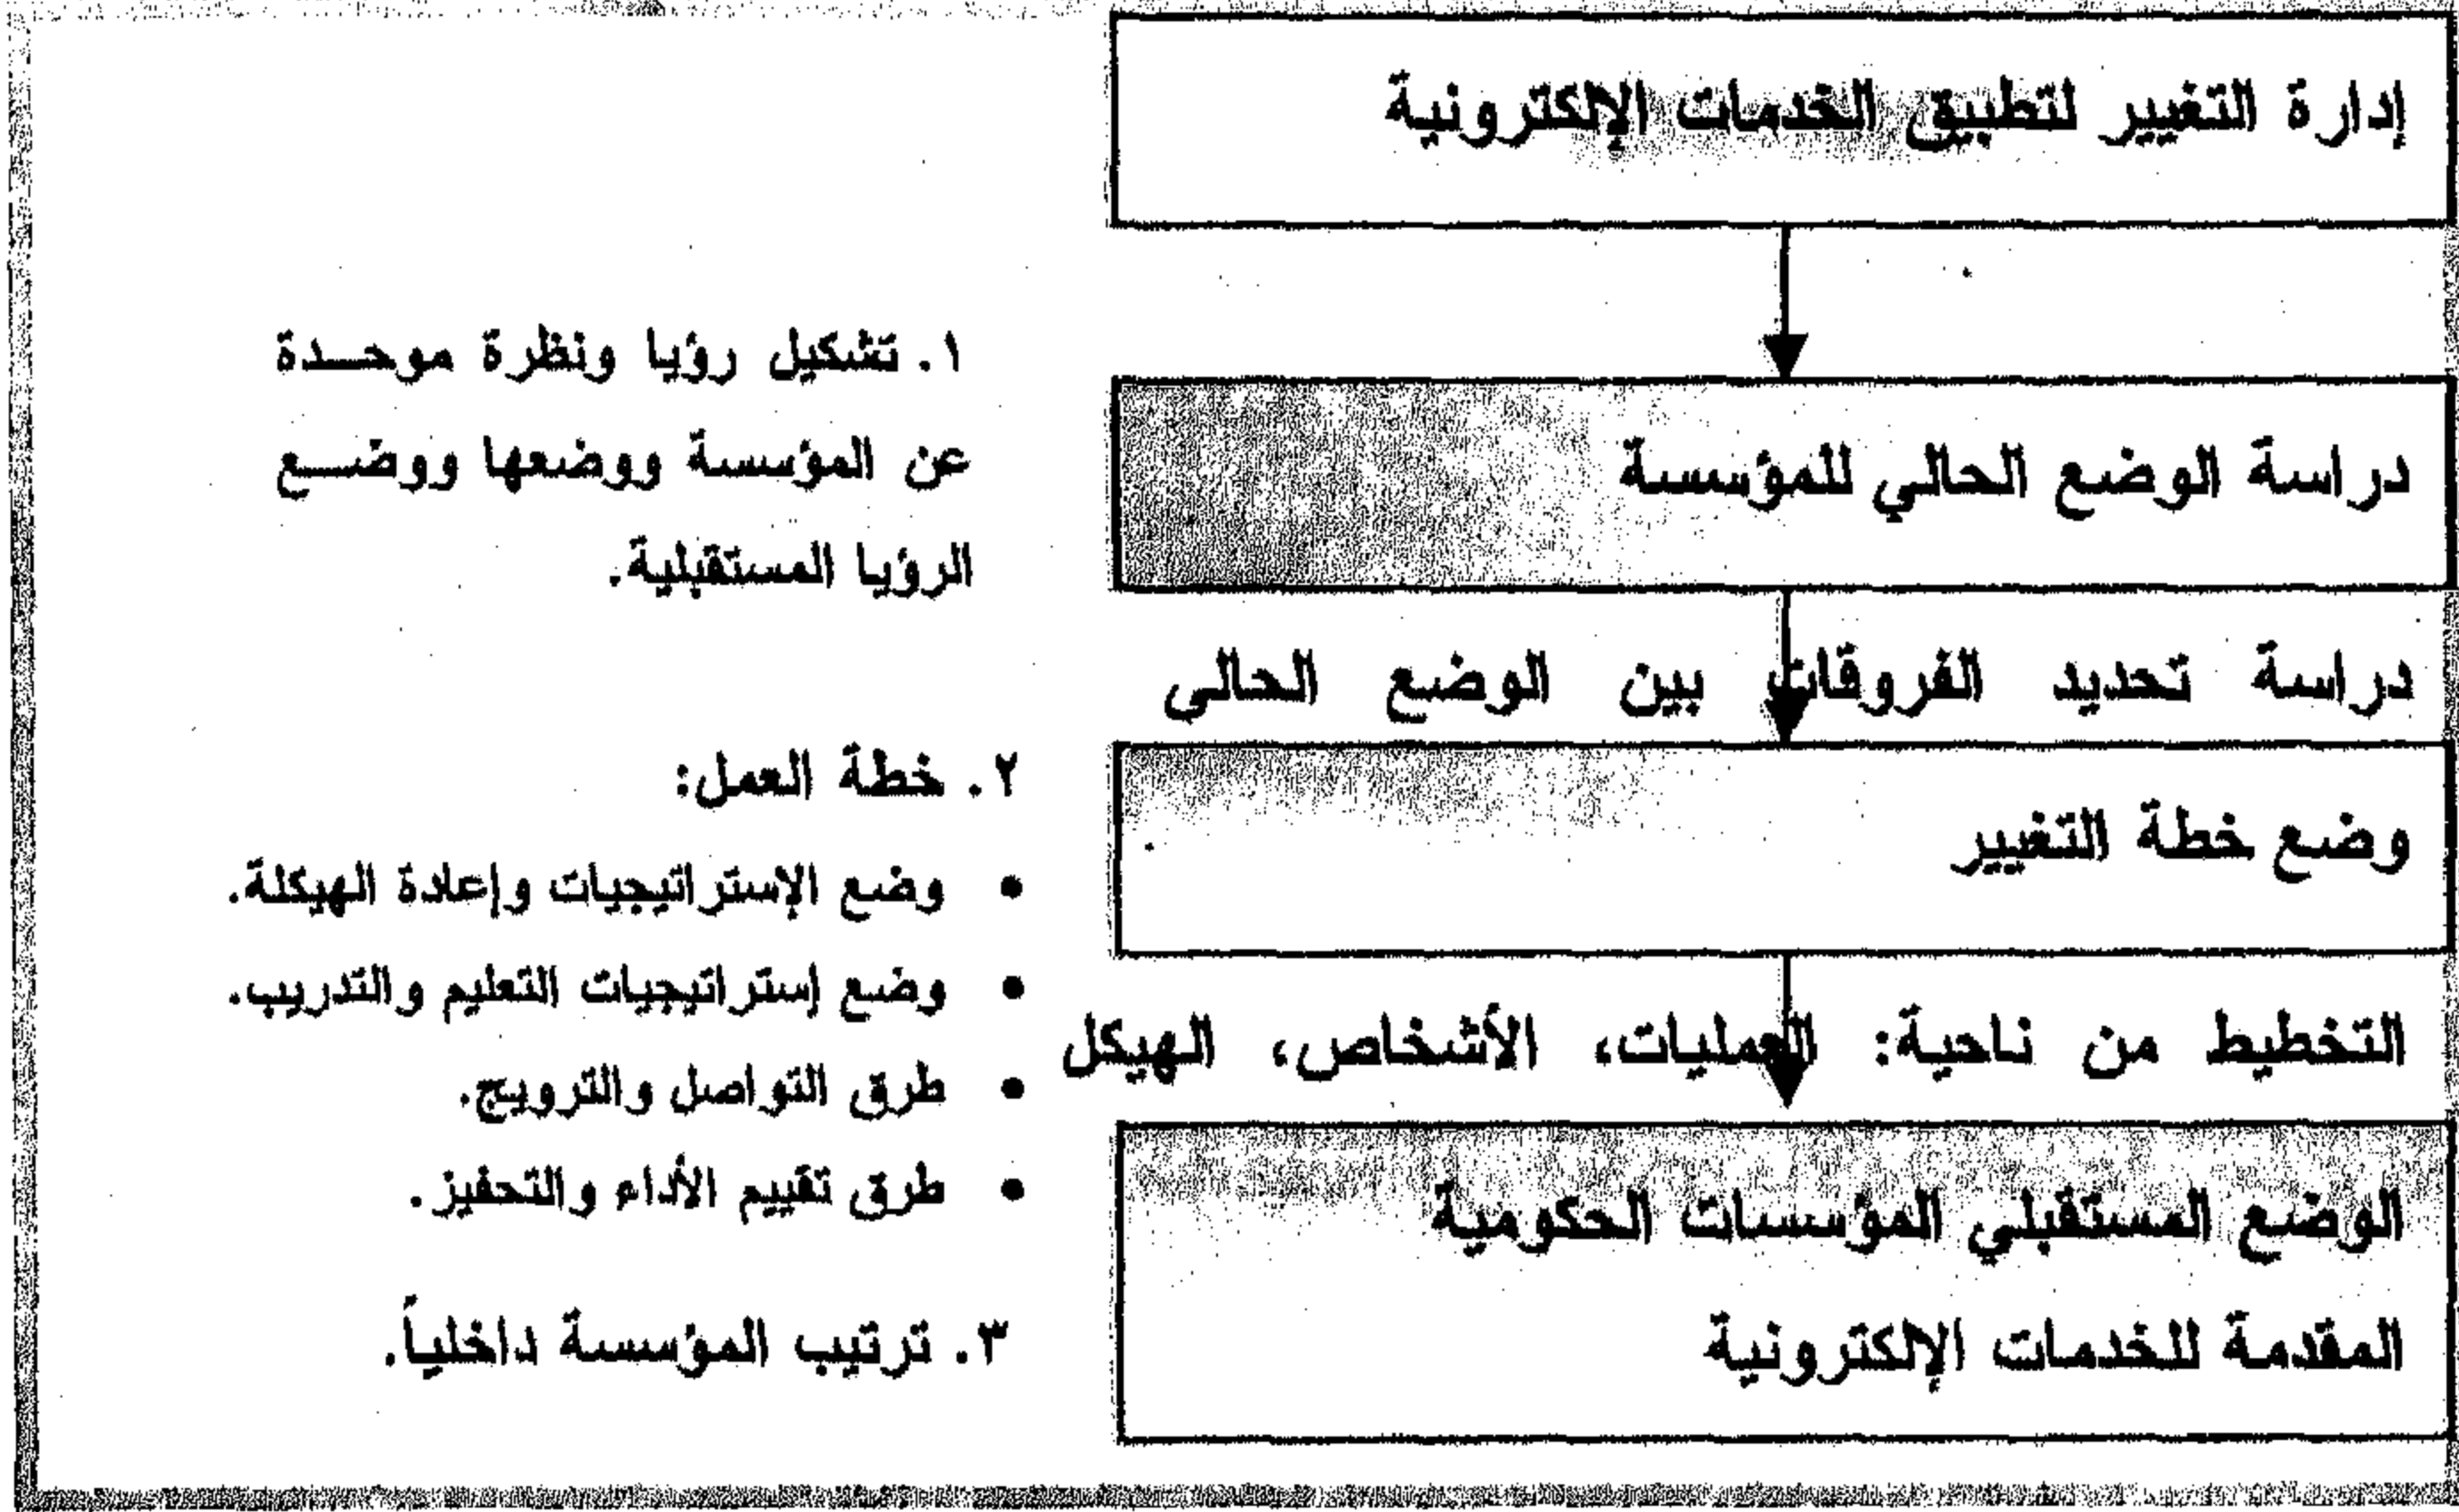 إدارة التغيير لتطبيق الخدمات الإلكترونية
دراسة الوضع الحالي للمؤسسة
دراسة تحديد الفروقات بين الوضع الحالي
وضع خطة التغيير
التخطيط من ناحية: العمليات، الأشخاص، الهيكل
الوضع المستقبلي المؤسسات الحكومية
المقدمة للخدمات الإلكترونية
١. تشكيل رؤيا ونظرة موحدة
عن المؤسسة ووضعها ووضع
الرؤيا المستقبلية.
٢. خطة العمل:
• وضع الإستراتيجيات وإعادة الهيكلة.
• وضع إستراتيجيات التعليم والتدريب.
• طرق التواصل والترويج.
• طرق تقييم الأداء والتحفيز.
٣. ترتيب المؤسسة داخلياً.